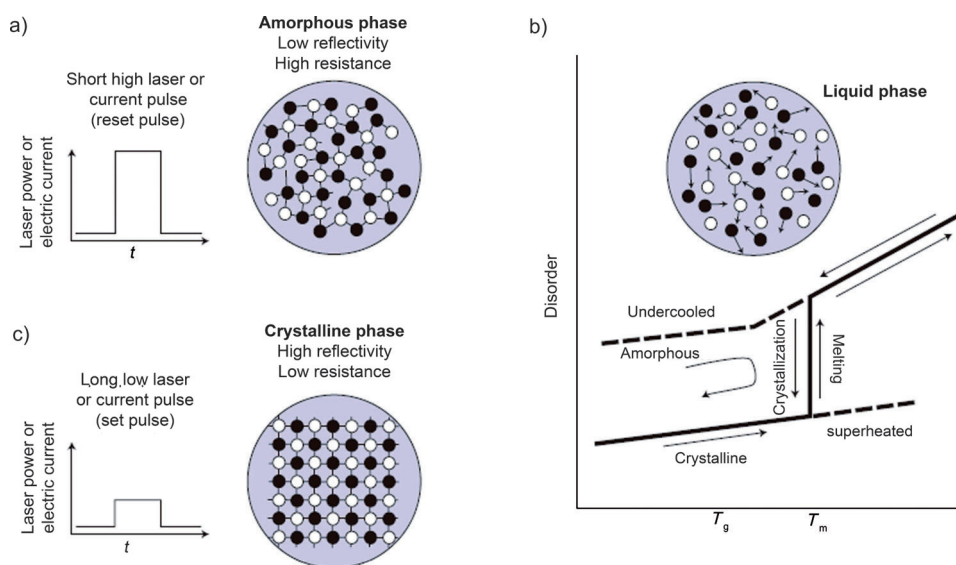 a)
Amorphous phase
Low reflectivity
High resistance
Short high laser or
current pulse
(reset pulse)
Laser power or
electric current
t
c)
Crystalline phase
High reflectivity
Low resistance
Long,low laser
or current pulse
(set pulse)
Laser power or
electric current
t
b)
Liquid phase
Disorder
Undercooled
Amorphous
Crystallization
Melting
superheated
Crystalline
Tg
Tm